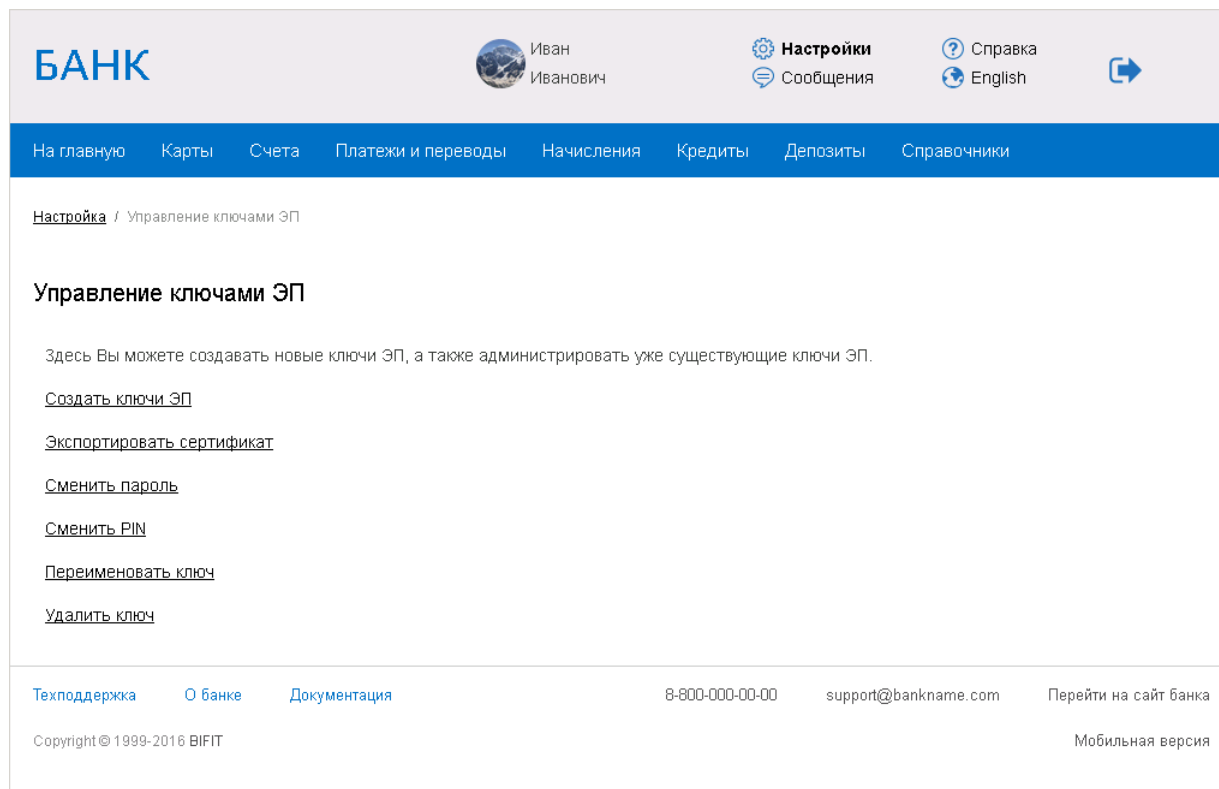 БАНК
Иван
Иванович
Настройки
Сообщения
Справка
English
На главную Карты Счета Платежи и переводы Начисления Кредиты Депозиты Справочники
Настройка / Управление ключами ЭП
Управление ключами ЭП
Здесь Вы можете создавать новые ключи ЭП, а также администрировать уже существующие ключи ЭП.
Создать ключи ЭП
Экспортировать сертификат
Сменить пароль
Сменить PIN
Переименовать ключ
Удалить ключ
Техподдержка О банке Документация 8-800-000-00-00 support@bankname.com Перейти на сайт банка
Copyright © 1999-2016 BIFIT Мобильная версия